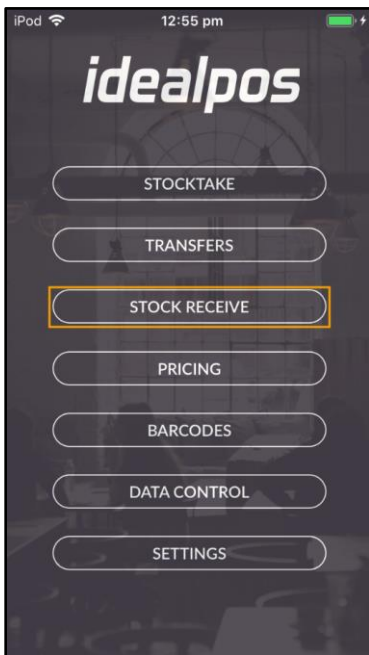 iPod 12:55 pm
idealpos
STOCKTAKE
TRANSFERS
STOCK RECEIVE
PRICING
BARCODES
DATA CONTROL
SETTINGS